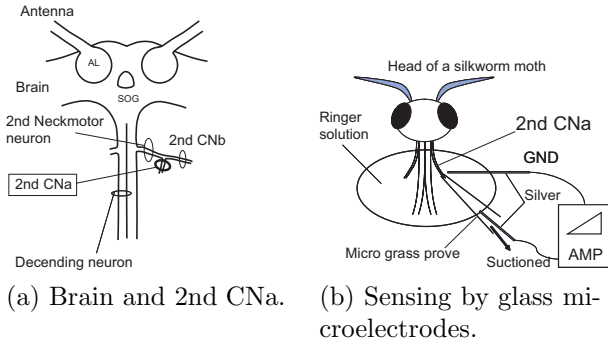 Antenna
AL
Brain
SOG
2nd Neckmotor
neuron
2nd CNb
2nd CNa
Decending neuron
(a) Brain and 2nd CNa.
Head of a silkworm moth
Ringer
solution
2nd CNa
GND
Silver
Micro grass prove
Suctioned
AMP
(b) Sensing by glass mi-
croelectrodes.